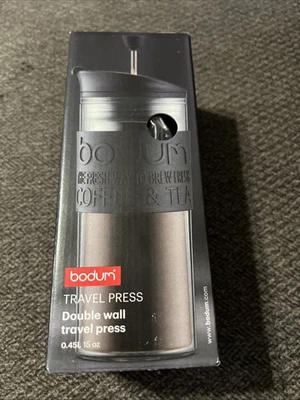 bodum
COFFEE & TEA
bodum®
TRAVEL PRESS
Double wall
travel press
0.45l, 15 oz
www.bodum.com